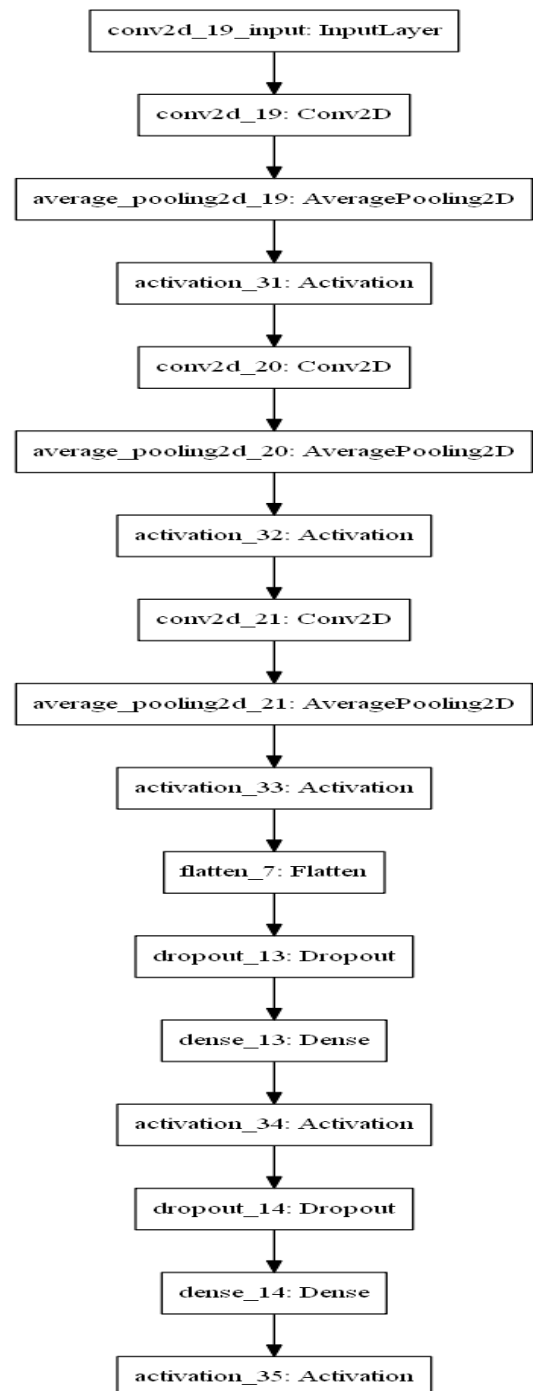 conv2d_19_input: InputLayer
conv2d_19: Conv2D
average_pooling2d_19: AveragePooling2D
activation_31: Activation
conv2d_20: Conv2D
average_pooling2d_20: AveragePooling2D
activation_32: Activation
conv2d_21: Conv2D
average_pooling2d_21: AveragePooling2D
activation_33: Activation
flatten_7: Flatten
dropout_13: Dropout
dense_13: Dense
activation_34: Activation
dropout_14: Dropout
dense_14: Dense
activation_35: Activation